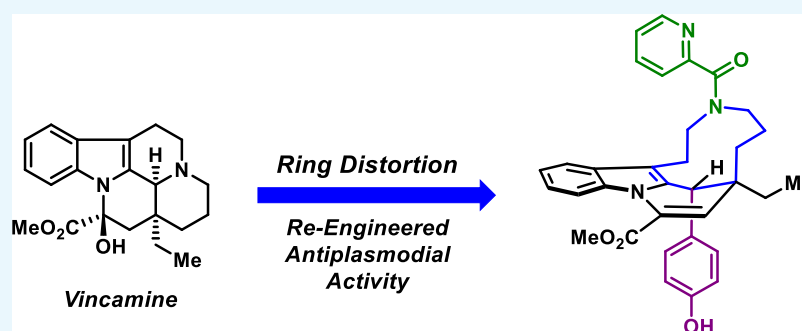 N
O
N
H
N
N
MeO2C
OH
Me
Vincamine
Ring Distortion
Re-Engineered
Antiplasmodial
Activity
H
N
M
MeO2C
OH